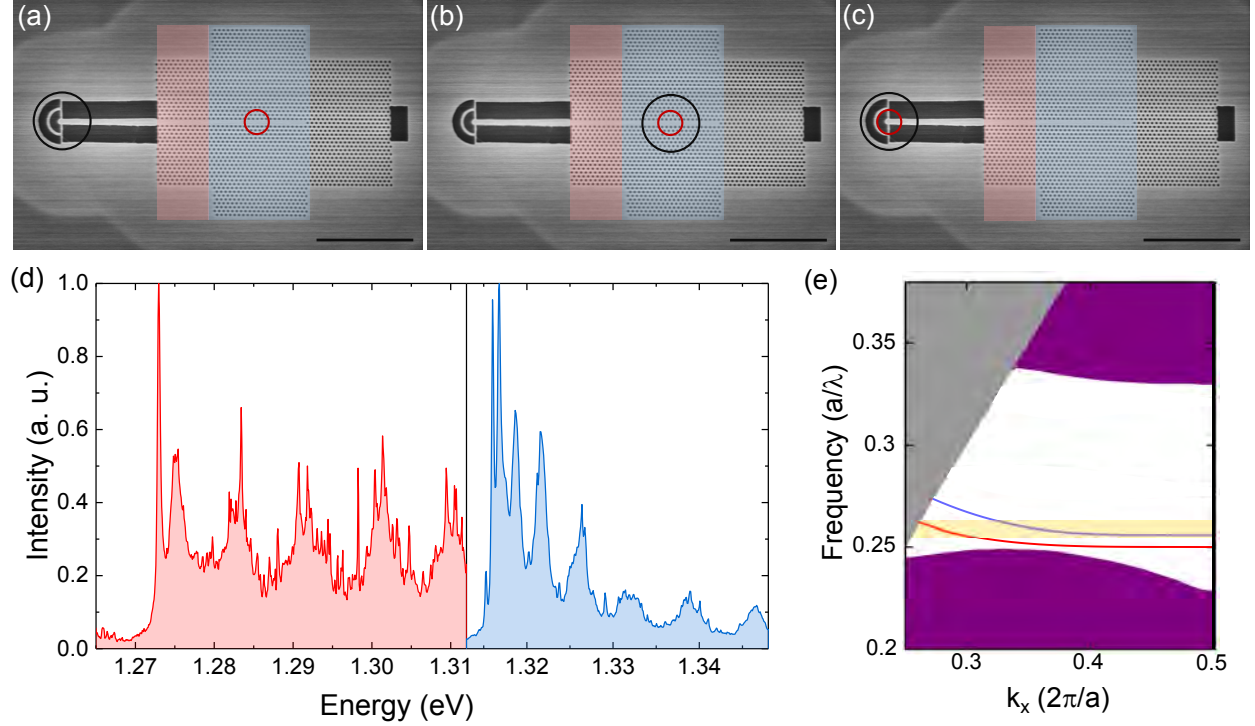 (a)
(b)
(c)
(d)
1.0
0.8
0.6
0.4
0.2
0.0
Intensity (a. u.)
1.27 1.28 1.29 1.30 1.31 1.32 1.33 1.34
Energy (eV)
(e)
0.35
0.3
0.25
0.2
Frequency (a/λ)
0.3 0.4 0.5
kₓ (2π/a)